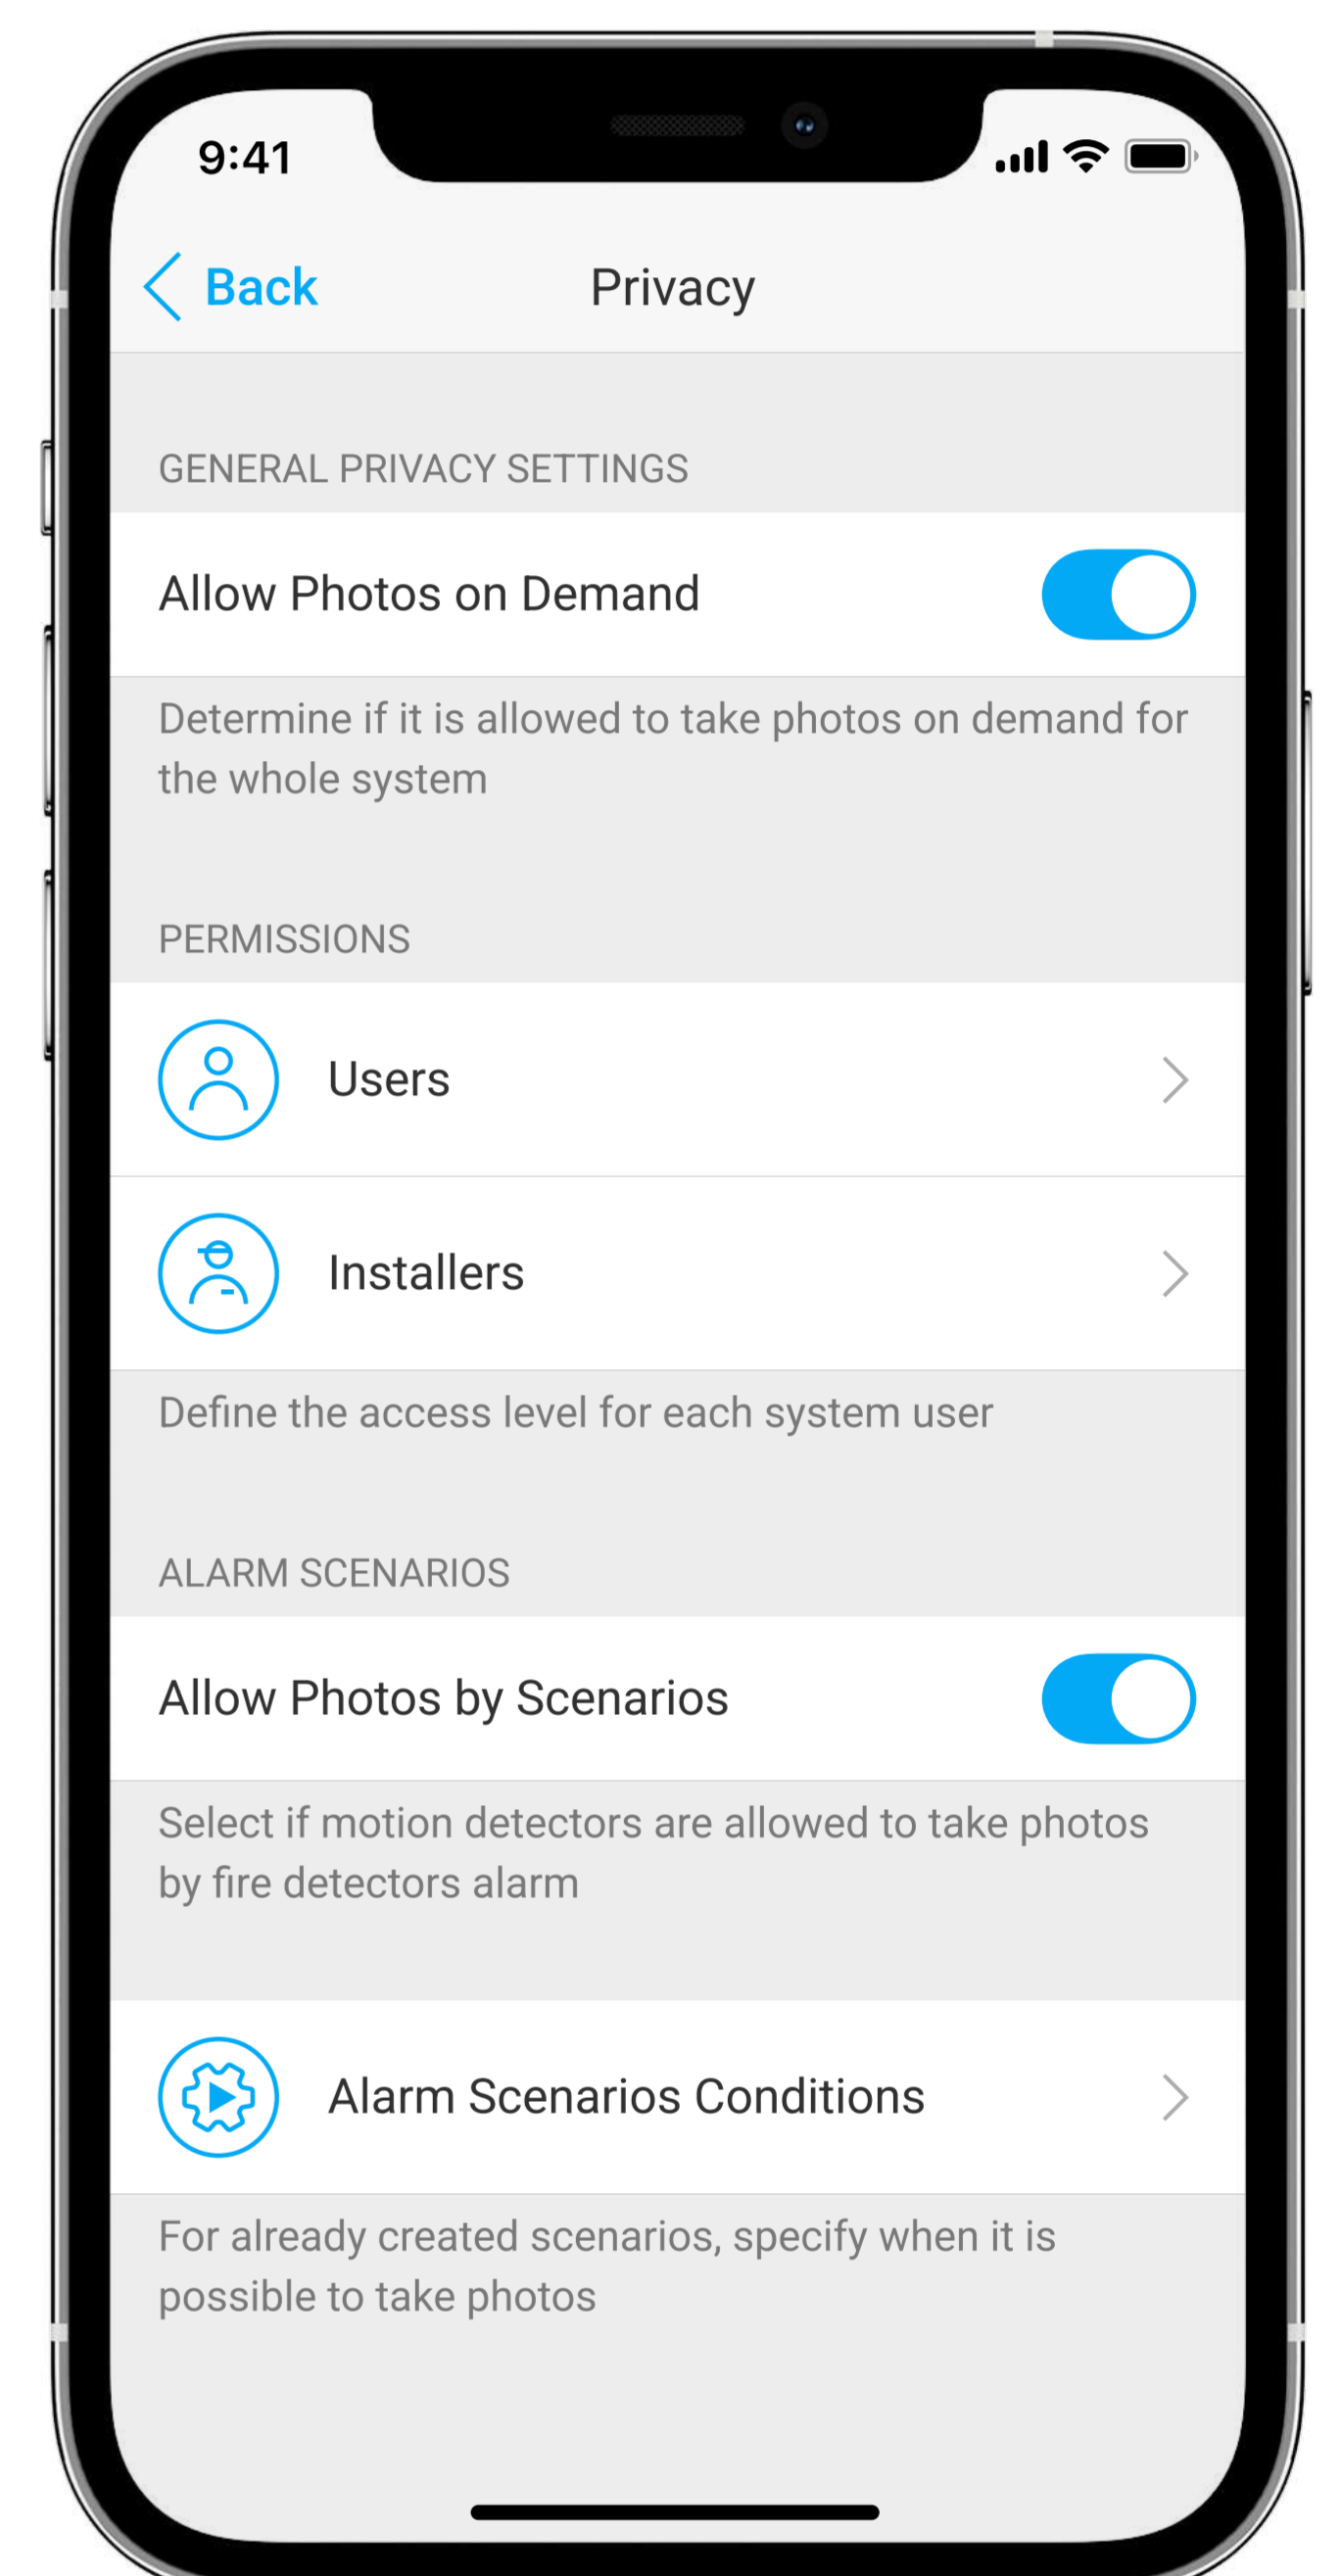 9:41
Back
Privacy
GENERAL PRIVACY SETTINGS
Allow Photos on Demand
Determine if it is allowed to take photos on demand for
the whole system
PERMISSIONS
Users
Installers
Define the access level for each system user
ALARM SCENARIOS
Allow Photos by Scenarios
Select if motion detectors are allowed to take photos
by fire detectors alarm
Alarm Scenarios Conditions
For already created scenarios, specify when it is
possible to take photos